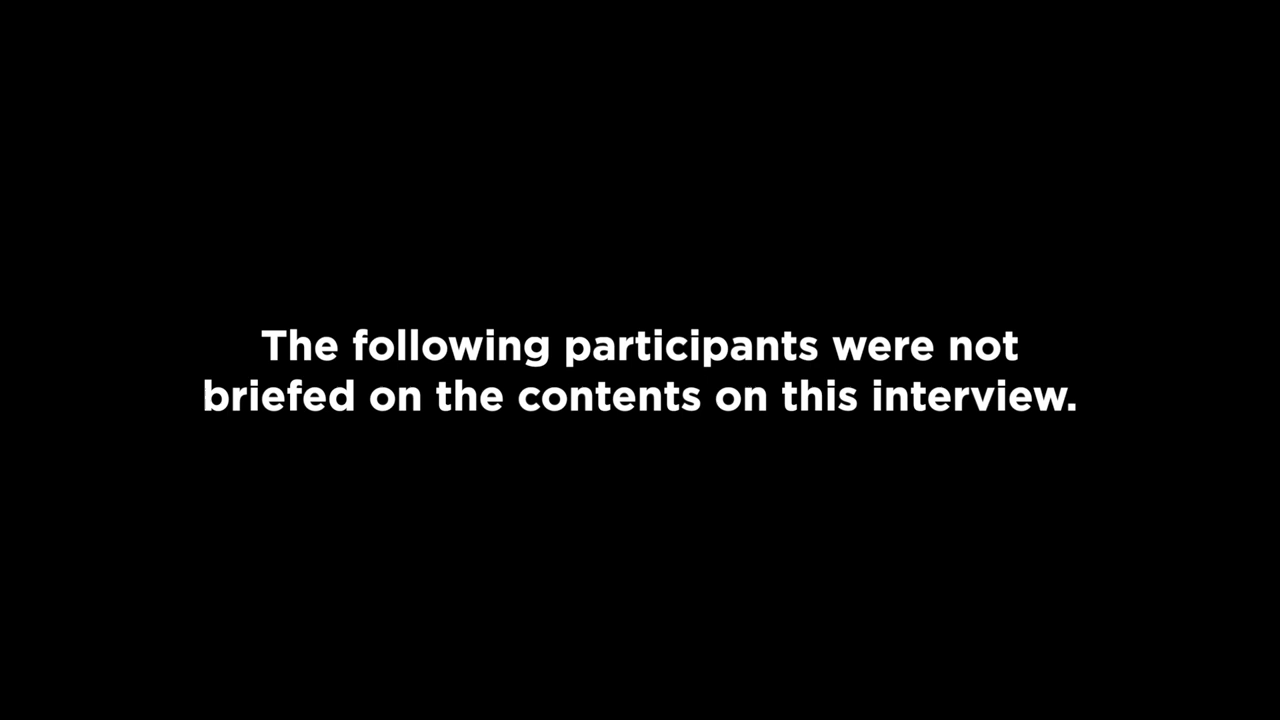 The following participants were not
briefed on the contents on this interview.